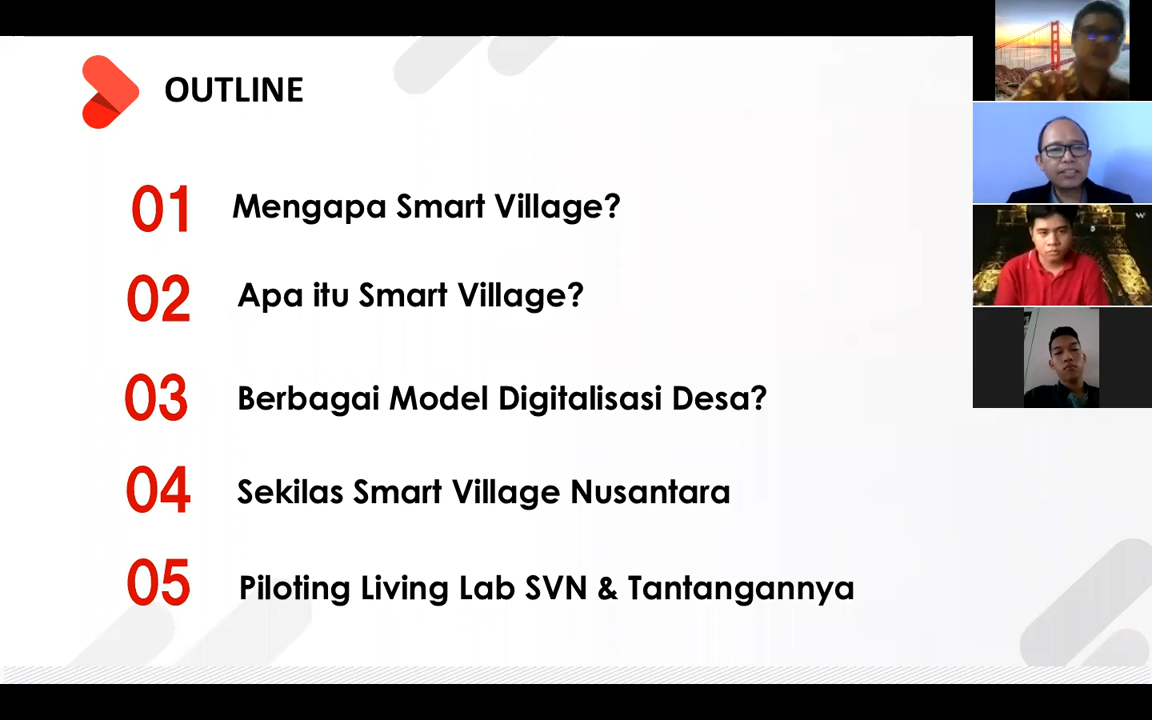 OUTLINE
01 Mengapa Smart Village?
02 Apa itu Smart Village?
03 Berbagai Model Digitalisasi Desa?
04 Sekilas Smart Village Nusantara
05 Piloting Living Lab SVN & Tantangannya